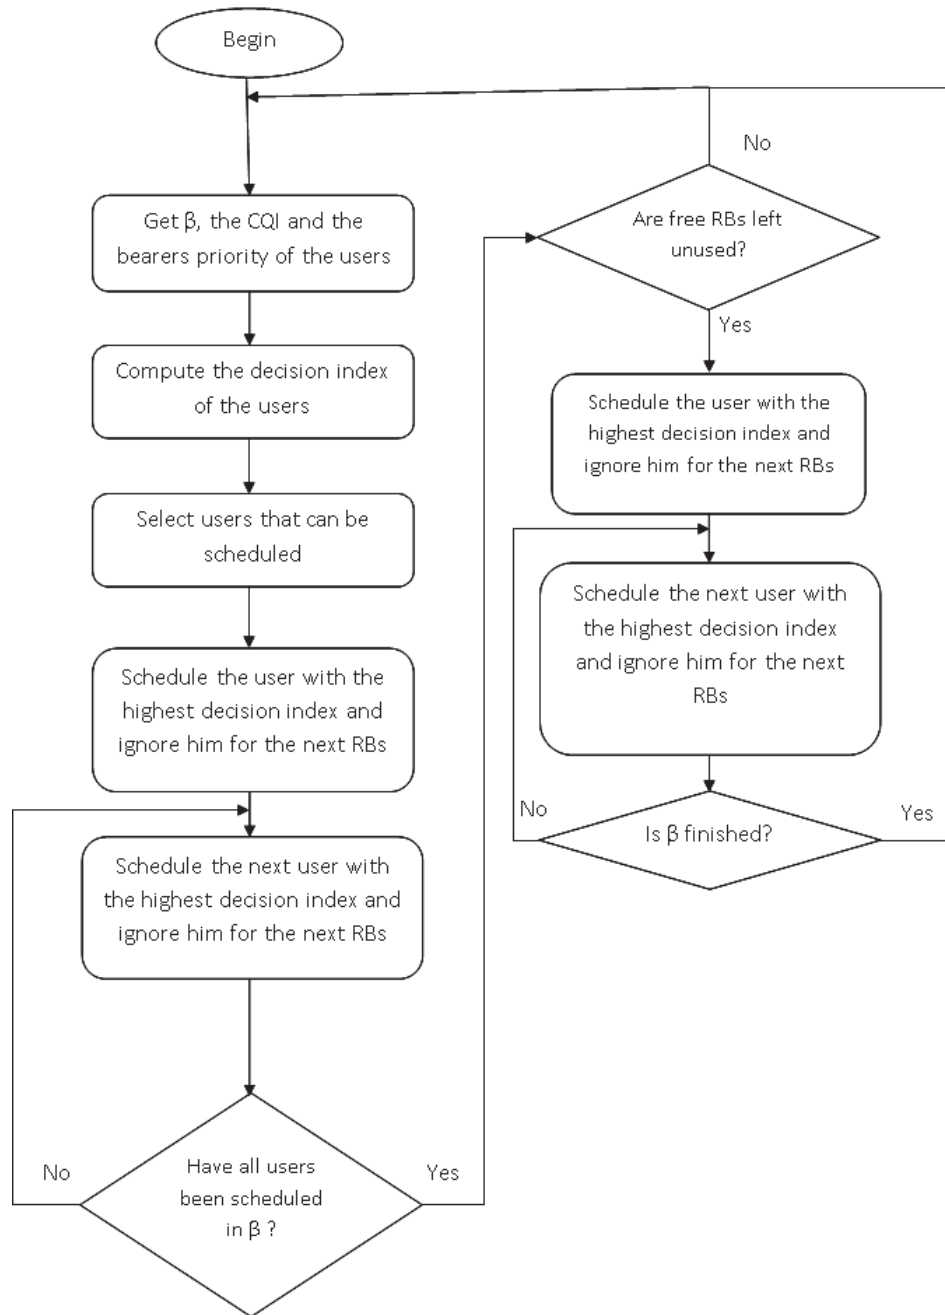 Begin
Get β, the CQI and the
bearers priority of the users
Compute the decision index
of the users
Select users that can be
scheduled
Schedule the user with the
highest decision index and
ignore him for the next RBs
Schedule the next user with
the highest decision index and
ignore him for the next RBs
No
Have all users
been scheduled
in β ?
Yes
No
Are free RBs left
unused?
Yes
Schedule the user with the
highest decision index and
ignore him for the next RBs
Schedule the next user with
the highest decision index
and ignore him for the next
RBs
No
Is β finished?
Yes